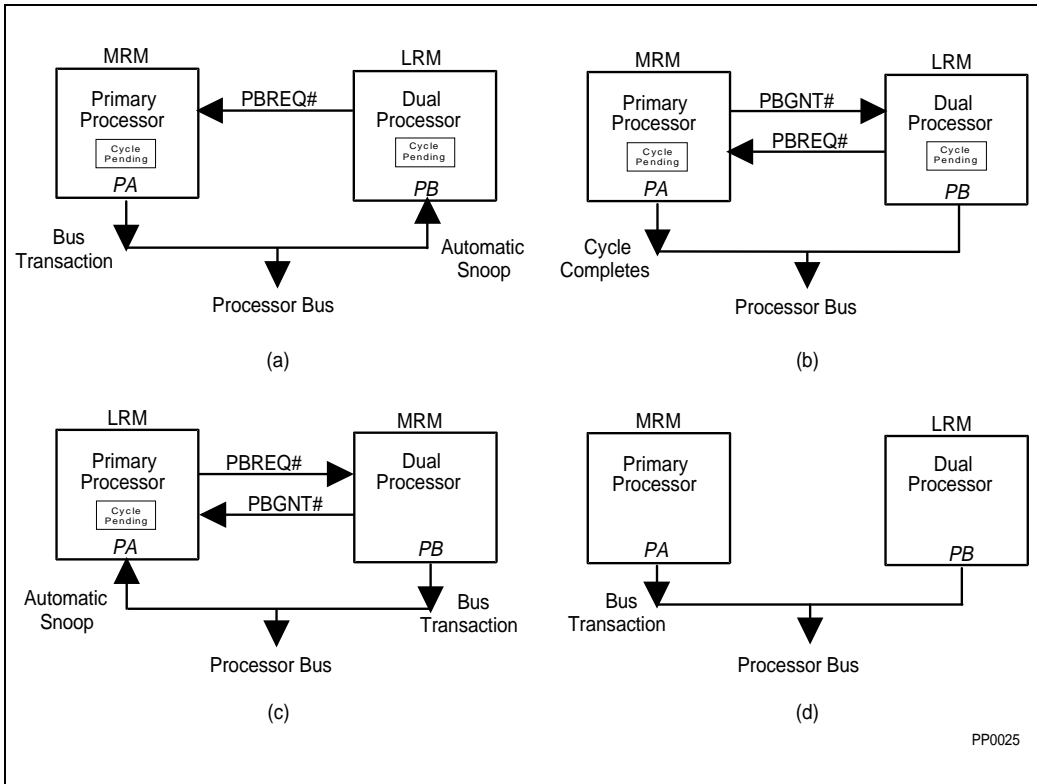 MRM
LRM
PBREQ#
Primary
Processor
Dual
Processor
Cycle
Pending
Cycle
Pending
PA
PB
Bus
Transaction
Automatic
Snoop
Processor Bus
(a)
MRM
LRM
PBGNT#
PBREQ#
Primary
Processor
Dual
Processor
Cycle
Pending
Cycle
Pending
PA
PB
Cycle
Completes
Processor Bus
(b)
LRM
MRM
PBREQ#
PBGNT#
Primary
Processor
Dual
Processor
Cycle
Pending
PA
PB
Automatic
Snoop
Bus
Transaction
Processor Bus
(c)
MRM
LRM
Primary
Processor
Dual
Processor
PA
PB
Bus
Transaction
Processor Bus
(d)
PP0025